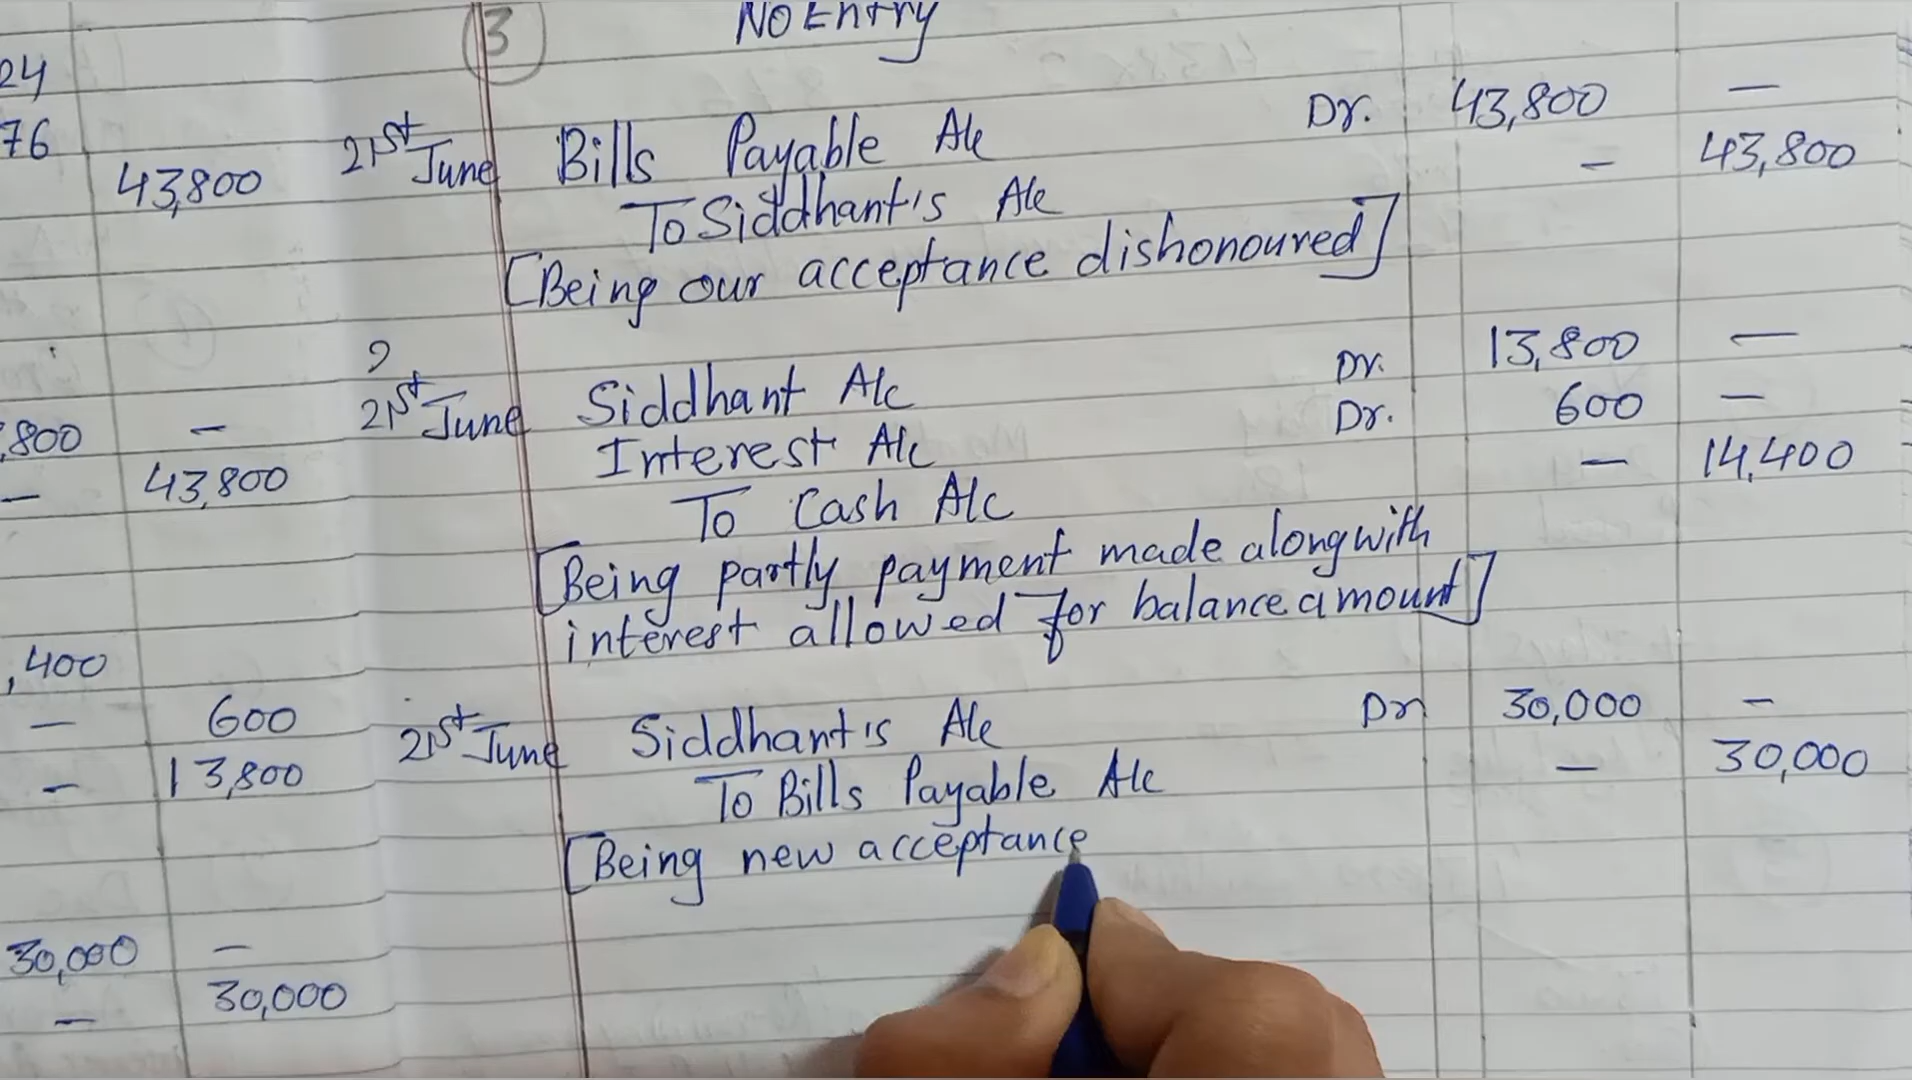 3 No Entry
24
76
43,800 21st June Bills Payable A/c Dr. 43,800 —
To Siddhant's A/c — 43,800
[Being our acceptance dishonoured]
2
,800 — 21st June Siddhant A/c Dr. 13,800 —
— 43,800 Interest A/c Dr. 600 —
To Cash A/c — 14,400
[Being partly payment made alongwith
interest allowed for balance amount]
,400
— 600 21st June Siddhant's A/c Dr 30,000 —
— 13,800 To Bills Payable A/c — 30,000
[Being new acceptance
30,000 —
— 30,000